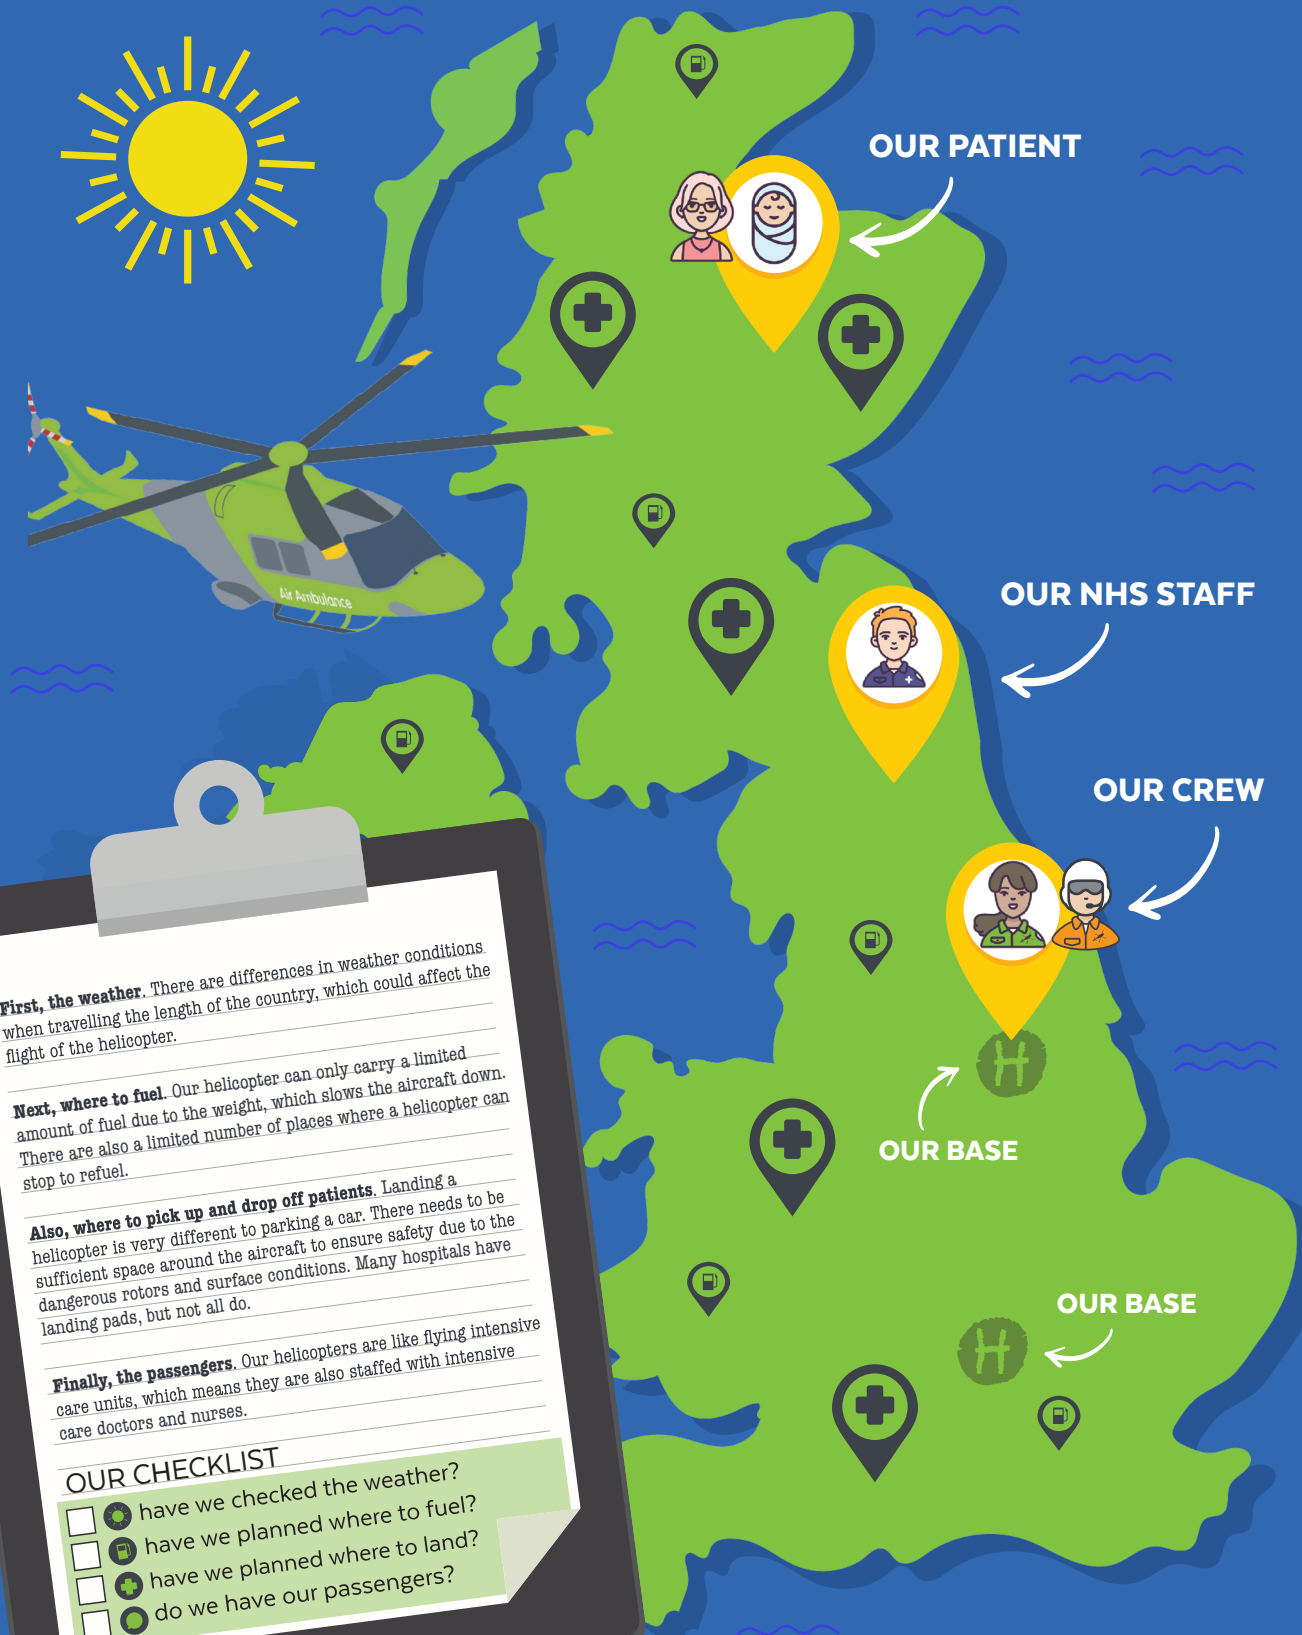 OUR PATIENT
Air Ambulance
OUR NHS STAFF
OUR CREW
H
OUR BASE
OUR BASE
H
First, the weather. There are differences in weather conditions
when travelling the length of the country, which could affect the
flight of the helicopter.
Next, where to fuel. Our helicopter can only carry a limited
amount of fuel due to the weight, which slows the aircraft down.
There are also a limited number of places where a helicopter can
stop to refuel.
Also, where to pick up and drop off patients. Landing a
helicopter is very different to parking a car. There needs to be
sufficient space around the aircraft to ensure safety due to the
dangerous rotors and surface conditions. Many hospitals have
landing pads, but not all do.
Finally, the passengers. Our helicopters are like flying intensive
care units, which means they are also staffed with intensive
care doctors and nurses.
OUR CHECKLIST
have we checked the weather?
have we planned where to fuel?
have we planned where to land?
do we have our passengers?